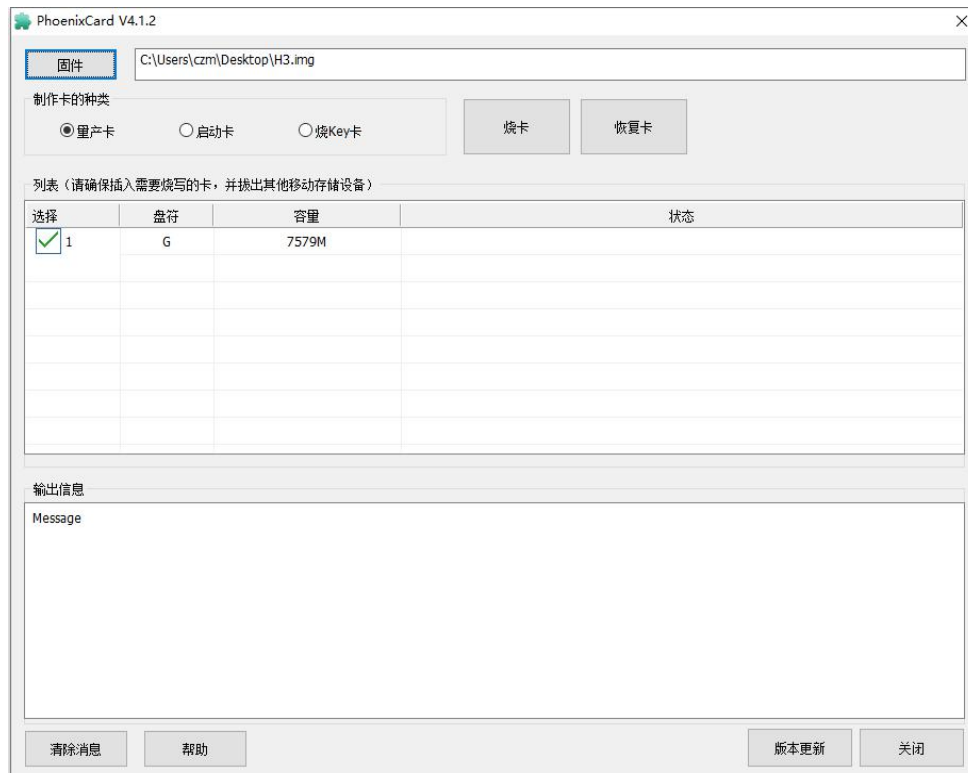 PhoenixCard V4.1.2
固件 C:\Users\czm\Desktop\H3.img
制作卡的种类
量产卡 启动卡 烧Key卡 烧卡 恢复卡
列表（请确保插入需要烧写的卡，并拔出其他移动存储设备）
选择 盘符 容量 状态
1 G 7579M
输出信息
Message
清除消息 帮助 版本更新 关闭